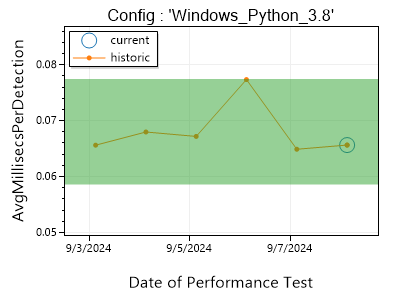 Config : 'Windows_Python_3.8'
current
historic
AvgMillisecsPerDetection
0.08
0.07
0.06
0.05
9/3/2024
9/5/2024
9/7/2024
Date of Performance Test